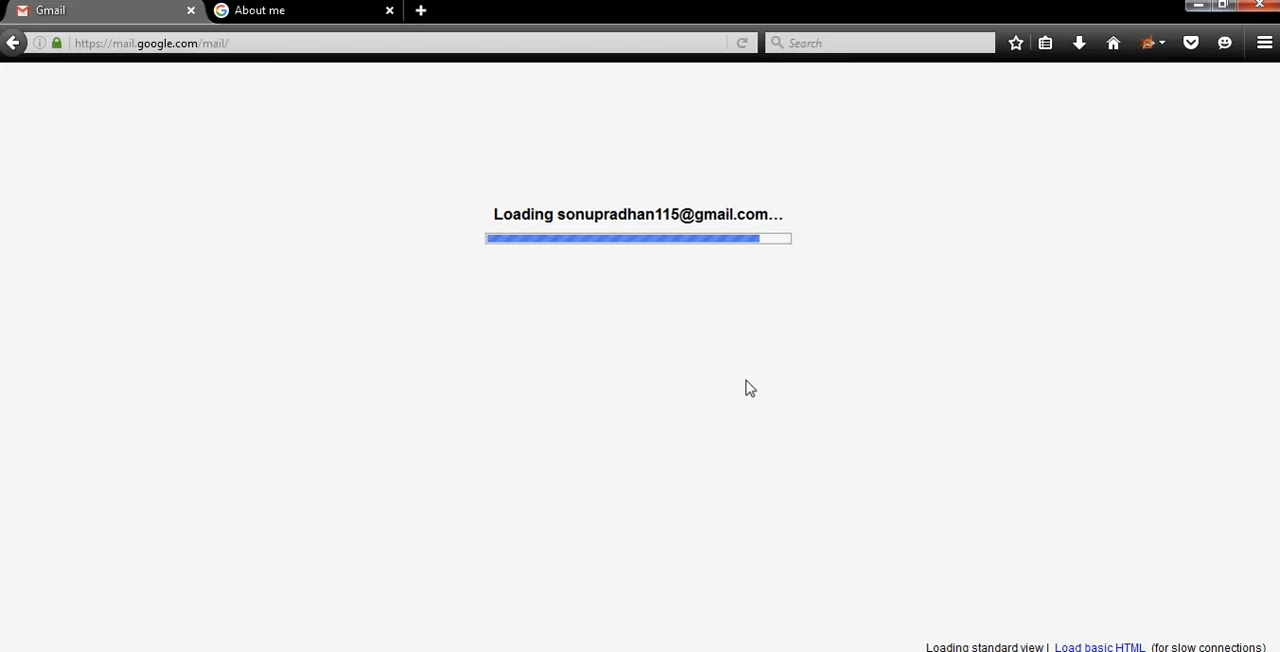 Gmail
About me
https://mail.google.com/mail/
Search
Loading sonupradhan115@gmail.com...
Loading standard view | Load basic HTML (for slow connections)